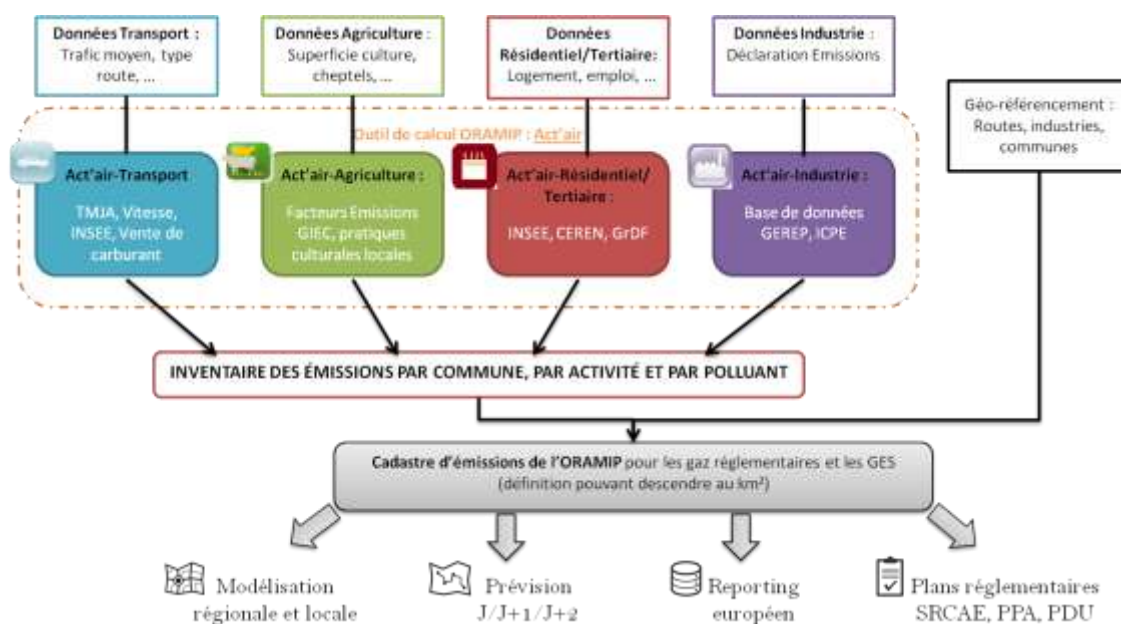 Données Transport :
Trafic moyen, type
route, ...
Données Agriculture :
Superficie culture,
cheptels, ...
Données
Résidentiel/Tertiaire:
Logement, emploi, ...
Données Industrie :
Déclaration Emissions
Géo-référencement :
Routes, industries,
communes
Outil de calcul ORAMIP : Act'air
Act'air-Transport
TMJA, Vitesse,
INSEE, Vente de
carburant
Act'air-Agriculture :
Facteurs Emissions
GIEC, pratiques
culturales locales
Act'air-Résidentiel/
Tertiaire :
INSEE, CEREN, GrDF
Act'air-Industrie :
Base de données
GEREP, ICPE
INVENTAIRE DES ÉMISSIONS PAR COMMUNE, PAR ACTIVITÉ ET PAR POLLUANT
Cadastre d'émissions de l'ORAMIP pour les gaz réglementaires et les GES
(définition pouvant descendre au km²)
Modélisation
régionale et locale
Prévision
J/J+1/J+2
Reporting
européen
Plans réglementaires
SRCAE, PPA, PDU